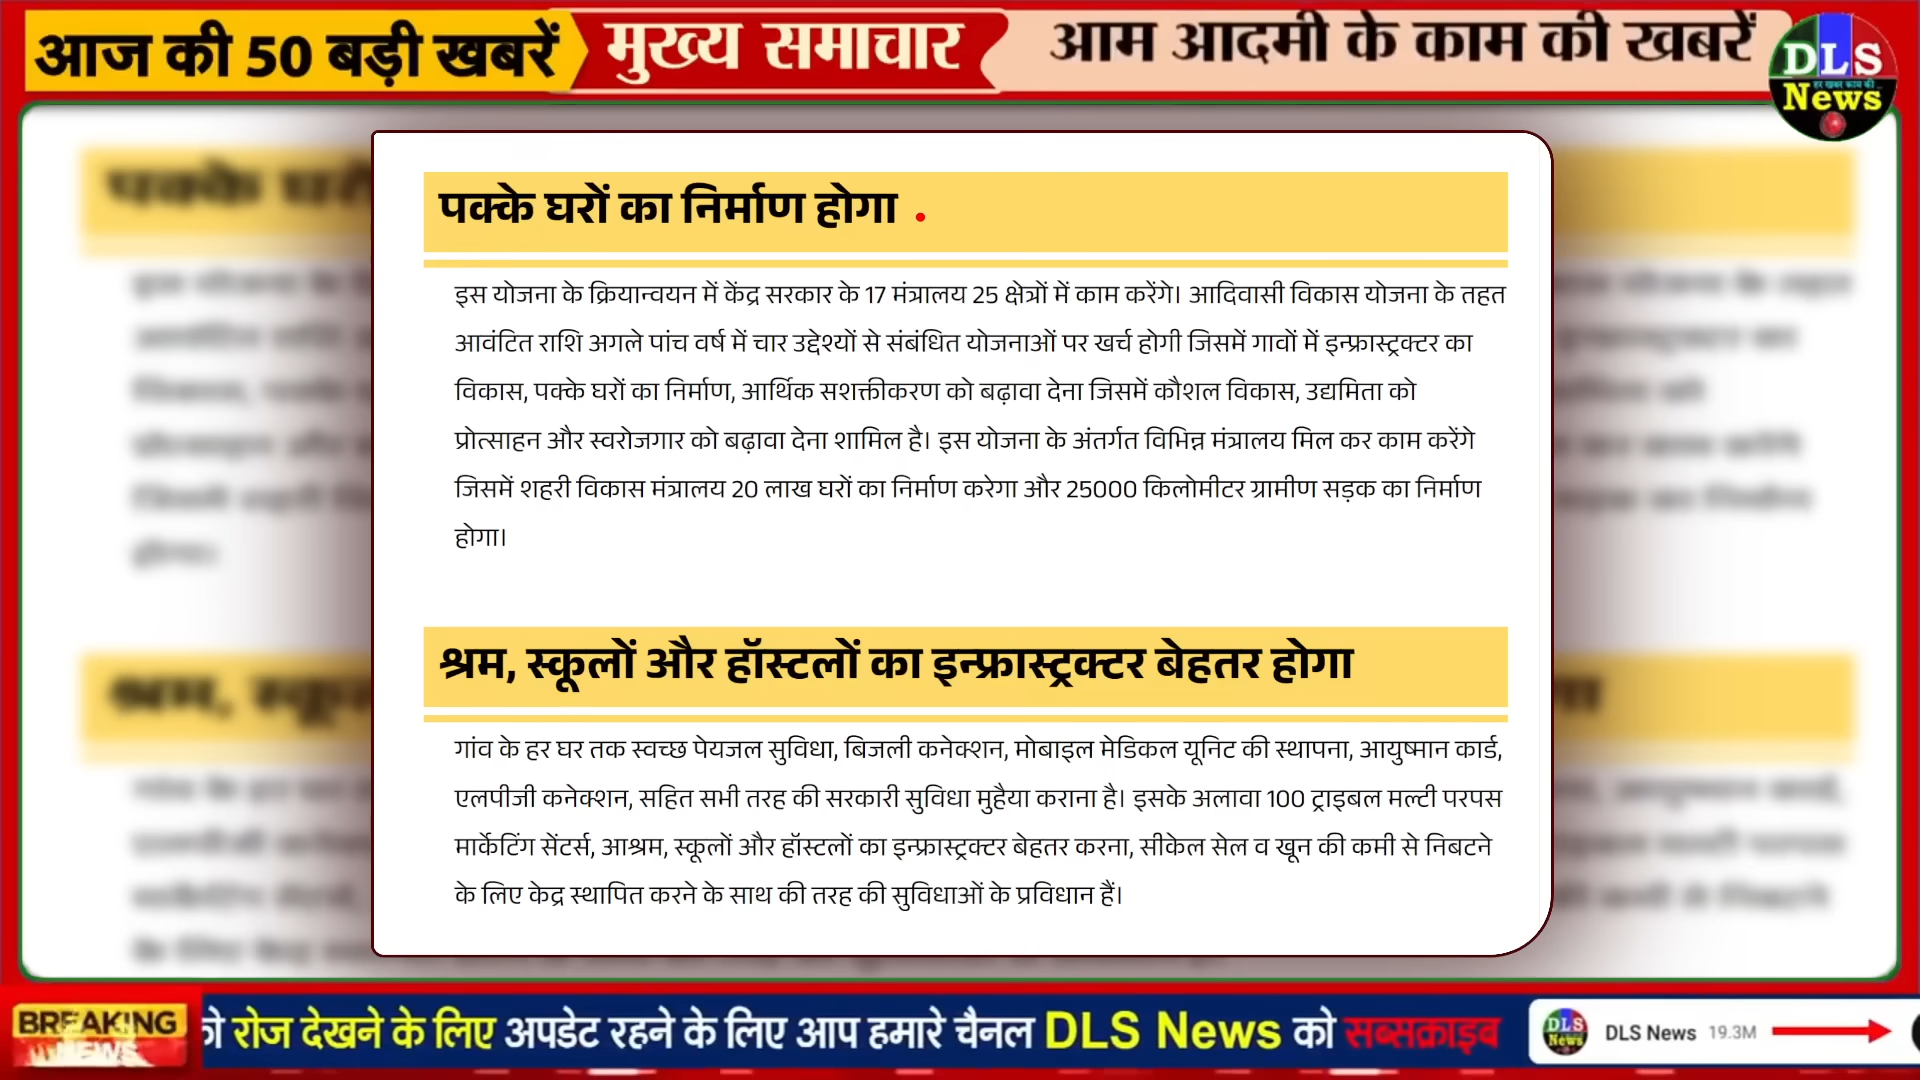 आज की 50 बड़ी खबरें
मुख्य समाचार
आम आदमी के काम की खबरें
DLS
हर खबर काम की
News
पक्के घरों का निर्माण होगा
इस योजना के क्रियान्वयन में केंद्र सरकार के 17 मंत्रालय 25 क्षेत्रों में काम करेंगे। आदिवासी विकास योजना के तहत
आवंटित राशि अगले पांच वर्ष में चार उद्देश्यों से संबंधित योजनाओं पर खर्च होगी जिसमें गावों में इन्फ्रास्ट्रक्टर का
विकास, पक्के घरों का निर्माण, आर्थिक सशक्तीकरण को बढ़ावा देना जिसमें कौशल विकास, उद्यमिता को
प्रोत्साहन और स्वरोजगार को बढ़ावा देना शामिल है। इस योजना के अंतर्गत विभिन्न मंत्रालय मिल कर काम करेंगे
जिसमें शहरी विकास मंत्रालय 20 लाख घरों का निर्माण करेगा और 25000 किलोमीटर ग्रामीण सड़क का निर्माण
होगा।
श्रम, स्कूलों और हॉस्टलों का इन्फ्रास्ट्रक्टर बेहतर होगा
गांव के हर घर तक स्वच्छ पेयजल सुविधा, बिजली कनेक्शन, मोबाइल मेडिकल यूनिट की स्थापना, आयुष्मान कार्ड,
एलपीजी कनेक्शन, सहित सभी तरह की सरकारी सुविधा मुहैया कराना है। इसके अलावा 100 ट्राइबल मल्टी परपस
मार्केटिंग सेंटर्स, आश्रम, स्कूलों और हॉस्टलों का इन्फ्रास्ट्रक्टर बेहतर करना, सीकेल सेल व खून की कमी से निबटने
के लिए केद्र स्थापित करने के साथ की तरह की सुविधाओं के प्रविधान हैं।
BREAKING
NEWS
रोज देखने के लिए अपडेट रहने के लिए आप हमारे चैनल DLS News को सब्सक्राइब
DLS
News
DLS News 19.3M